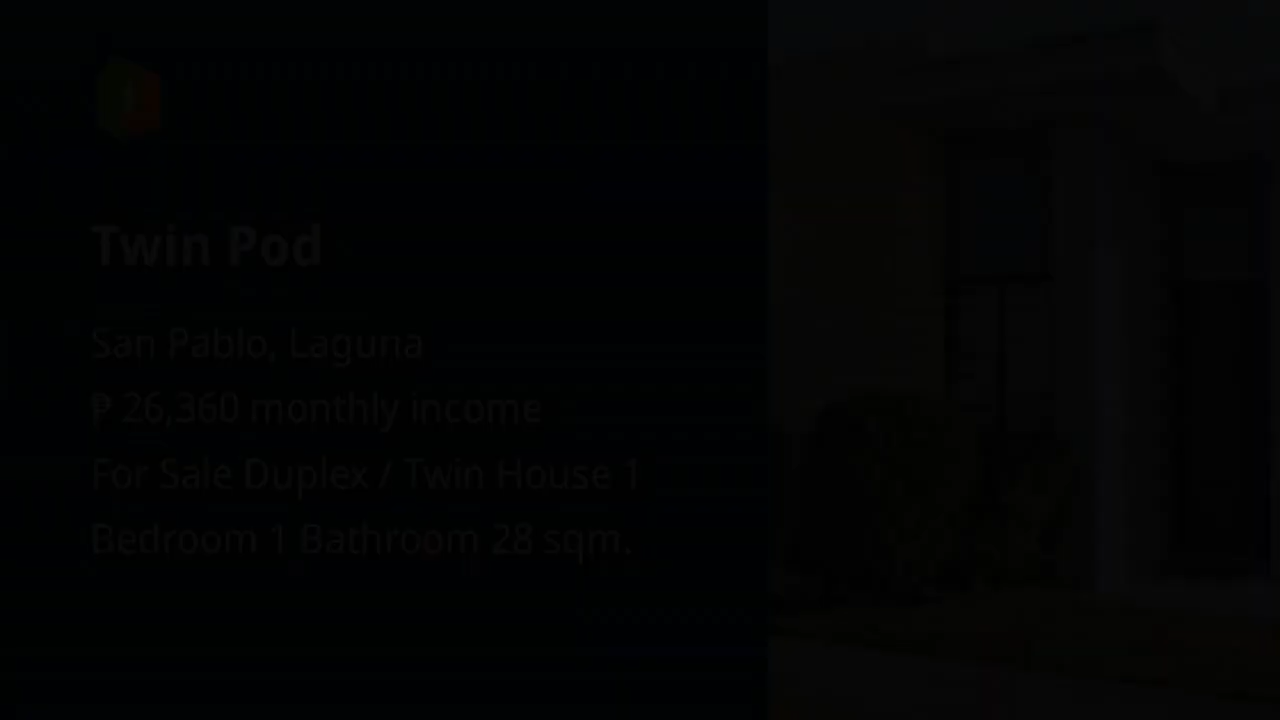 Twin Pod
San Pablo, Laguna
₱ 26,360 monthly income
For Sale Duplex / Twin House 1
Bedroom 1 Bathroom 28 sqm.